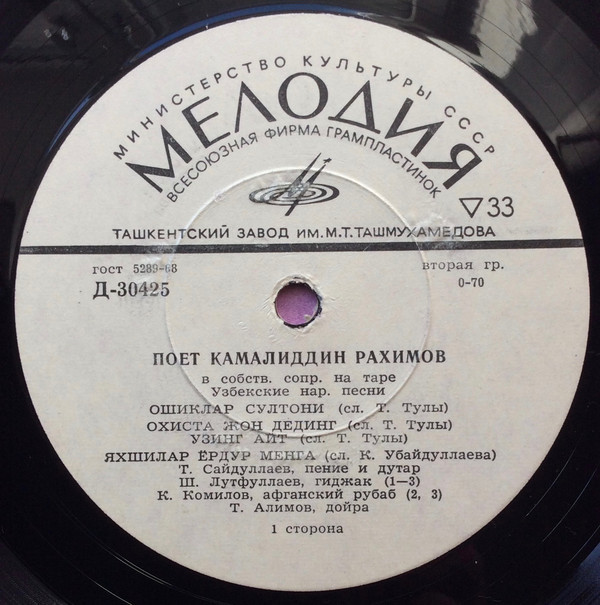 МИНИСТЕРСТВО КУЛЬТУРЫ СССР
МЕЛОДИЯ
ВСЕСОЮЗНАЯ ФИРМА ГРАМПЛАСТИНОК
▽33
ТАШКЕНТСКИЙ ЗАВОД ИМ. М.Т. ТАШМУХАМЕДОВА
гост 5289-68 вторая гр.
Д-30425 0-70
ПОЕТ КАМАЛИДДИН РАХИМОВ
в собств. сопр. на таре
Узбекские нар. песни
ОШИКЛАР СУЛТОНИ (сл. Т. Тулы)
ОХИСТА ЖОН ДЕДИНГ (сл. Т. Тулы)
УЗИНГ АЙТ (сл. Т. Тулы)
ЯХШИЛАР ЁРДУР МЕНГА (сл. К. Убайдуллаева)
Т. Сайдуллаев, пение и дутар
Ш. Лутфуллаев, гиджак (1—3)
К. Комилов, афганский рубаб (2, 3)
Т. Алимов, дойра
1 сторона